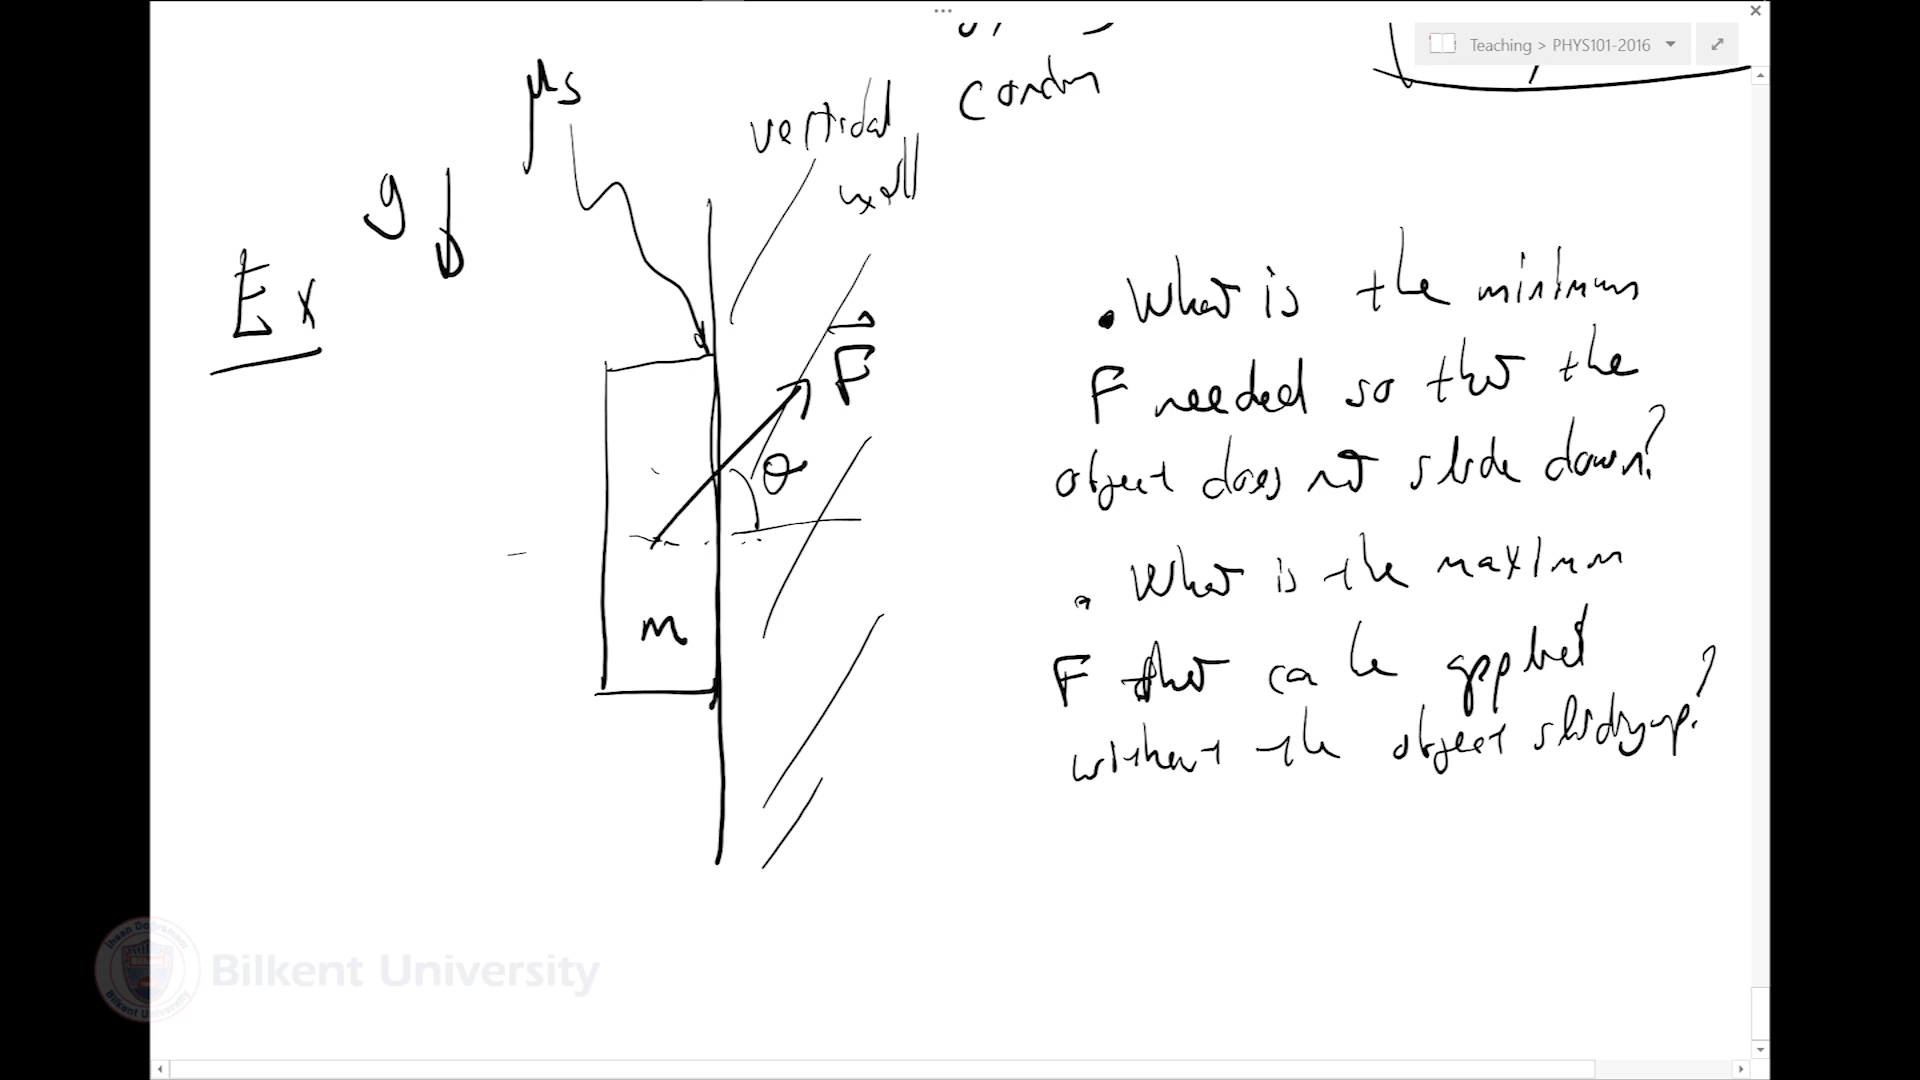 Teaching > PHYS101-2016
μs
vertical
wall
g
Ex
F
θ
m
• What is the minimum
F needed so that the
object does not slide down?
• What is the maximum
F that can be applied
without the object sliding up?
Bilkent University